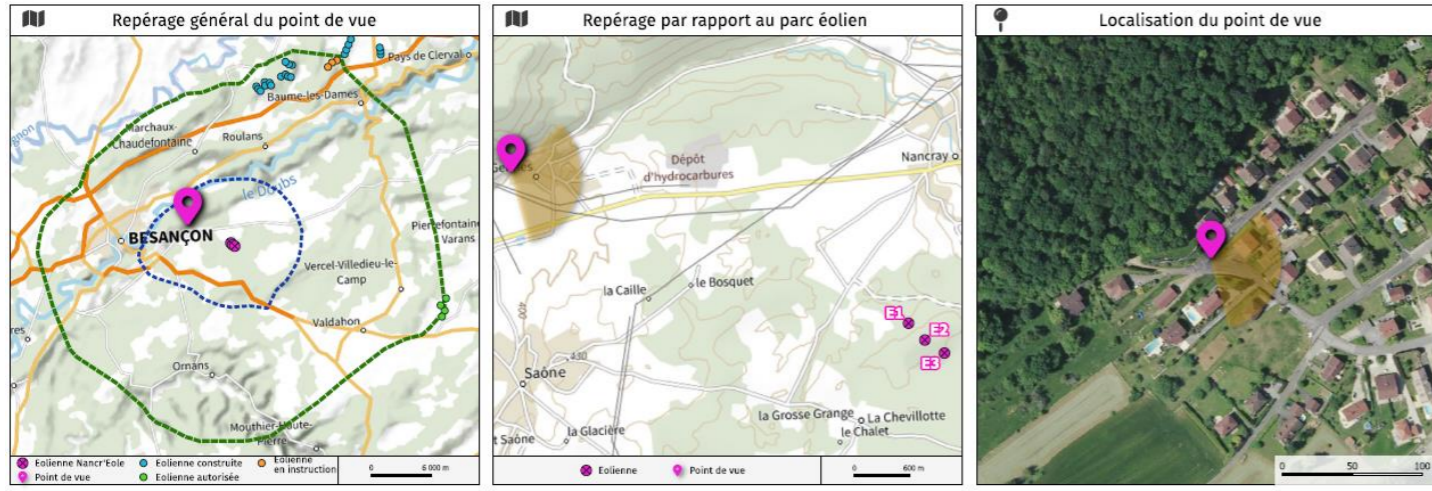 Repérage général du point de vue
Pays de Clerval
Baume-les-Dames
Marchaux-
Chaudefontaine
Roulans
le Doubs
BESANÇON
Pierrefontaine
Varans
Vercel-Villedieu-le-
Camp
Valdahon
Ornans
Mouthier-Haute-
Pierre
Eolienne Nancr'Eole
Eolienne construite
Eolienne
en instruction
Point de vue
Eolienne autorisée
0 6 000 m
Repérage par rapport au parc éolien
Nancray
Dépôt
d'hydrocarbures
le Bosquet
la Caille
E1
E2
E3
400
430
Saône
la Grosse Grange
La Chevillotte
le Chalet
la Glacière
t Saône
Eolienne
Point de vue
0 600 m
Localisation du point de vue
0 50 100